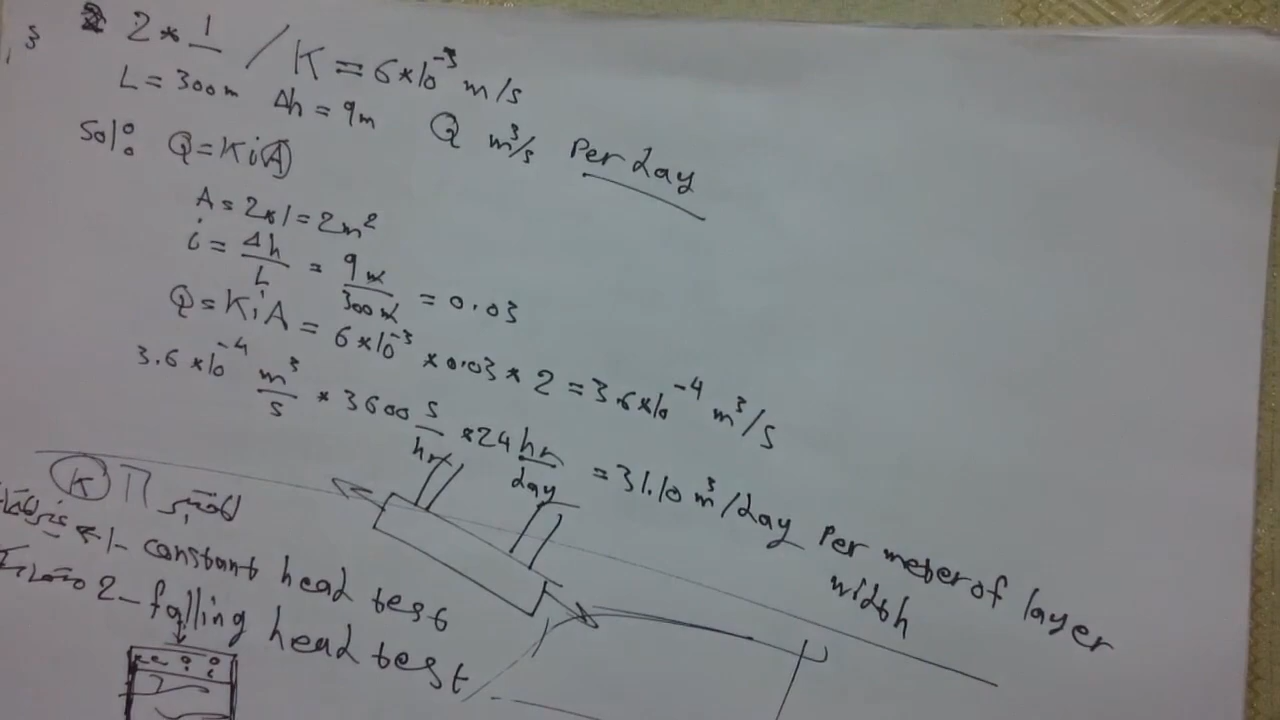 2*1 / K = 6*10^-3 m/s
L = 300m Δh = 9m Q m³/s Per day
Sol: Q = KiA
A = 2*1 = 2m²
i = Δh/L = 9m/300m = 0.03
Q = KiA = 6*10^-3 * 0.03 * 2 = 3.6*10^-4 m³/s
3.6*10^-4 m³/s * 3600 s/hr * 24 hr/day = 31.10 m³/day Per meter of layer width
K
1- constant head test
2- falling head test